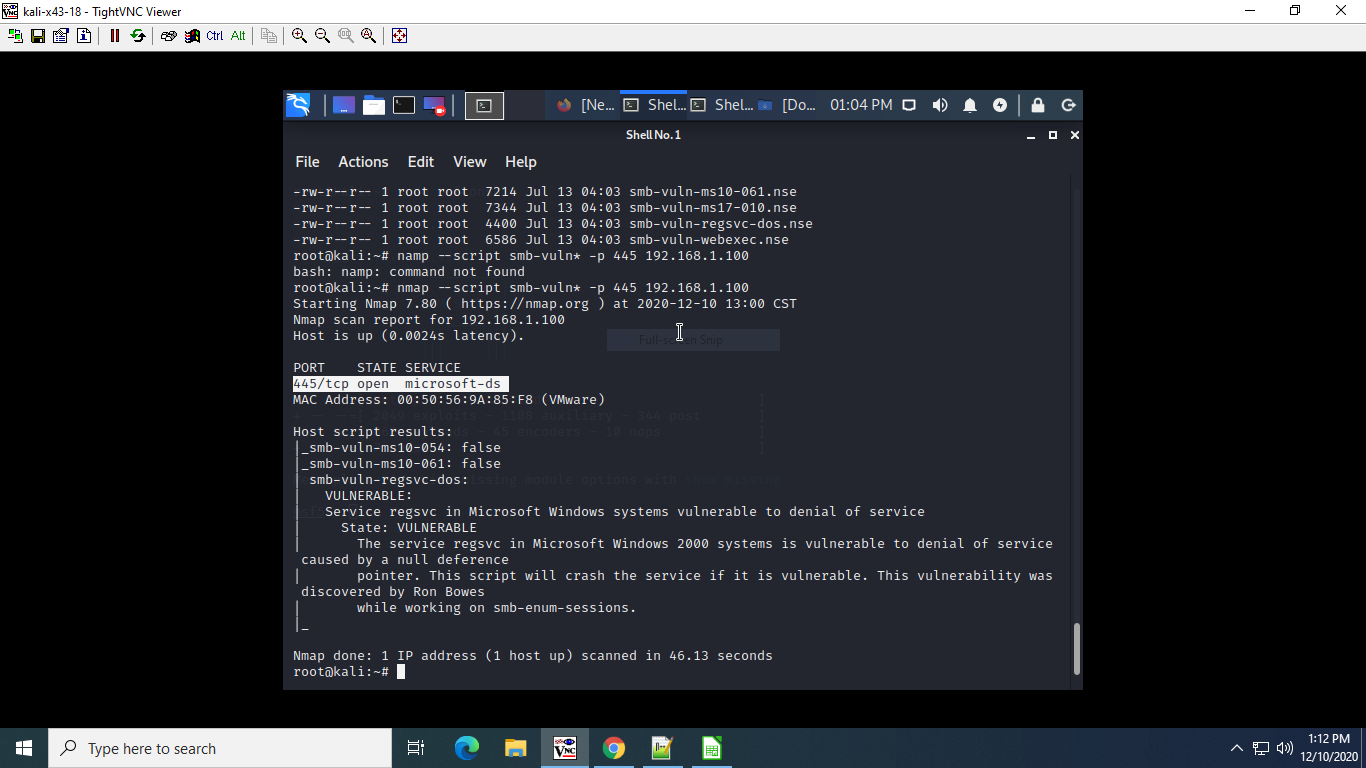 kali-x43-18 - TightVNC Viewer
Ctrl Alt
[Ne... Shel... Shel... [Do... 01:04 PM
Shell No.1
File Actions Edit View Help
-rw-r--r-- 1 root root  7214 Jul 13 04:03 smb-vuln-ms10-061.nse
-rw-r--r-- 1 root root  7344 Jul 13 04:03 smb-vuln-ms17-010.nse
-rw-r--r-- 1 root root  4400 Jul 13 04:03 smb-vuln-regsvc-dos.nse
-rw-r--r-- 1 root root  6586 Jul 13 04:03 smb-vuln-webexec.nse
root@kali:~# namp --script smb-vuln* -p 445 192.168.1.100
bash: namp: command not found
root@kali:~# nmap --script smb-vuln* -p 445 192.168.1.100
Starting Nmap 7.80 ( https://nmap.org ) at 2020-12-10 13:00 CST
Nmap scan report for 192.168.1.100
Host is up (0.0024s latency).
Full-screen Snip
PORT    STATE SERVICE
445/tcp open  microsoft-ds
MAC Address: 00:50:56:9A:85:F8 (VMware)
Host script results:
|_smb-vuln-ms10-054: false
|_smb-vuln-ms10-061: false
| smb-vuln-regsvc-dos:
|   VULNERABLE:
|   Service regsvc in Microsoft Windows systems vulnerable to denial of service
|     State: VULNERABLE
|       The service regsvc in Microsoft Windows 2000 systems is vulnerable to denial of service
caused by a null deference
|       pointer. This script will crash the service if it is vulnerable. This vulnerability was
discovered by Ron Bowes
|       while working on smb-enum-sessions.
|_
Nmap done: 1 IP address (1 host up) scanned in 46.13 seconds
root@kali:~#
Type here to search
1:12 PM
12/10/2020